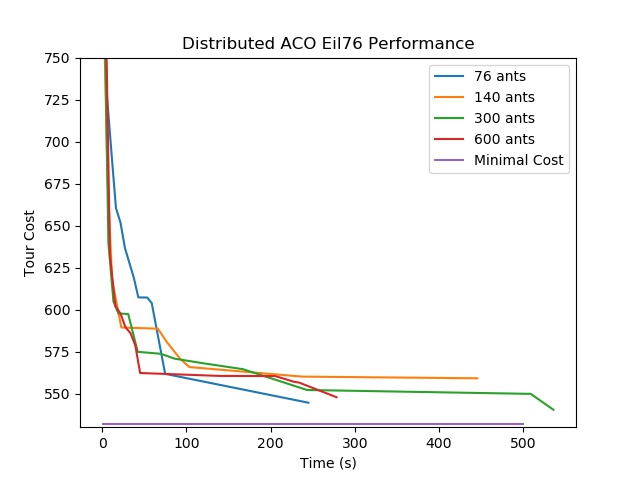 Distributed ACO Eil76 Performance
750
725
700
675
650
625
600
575
550
Tour Cost
76 ants
140 ants
300 ants
600 ants
Minimal Cost
0 100 200 300 400 500
Time (s)